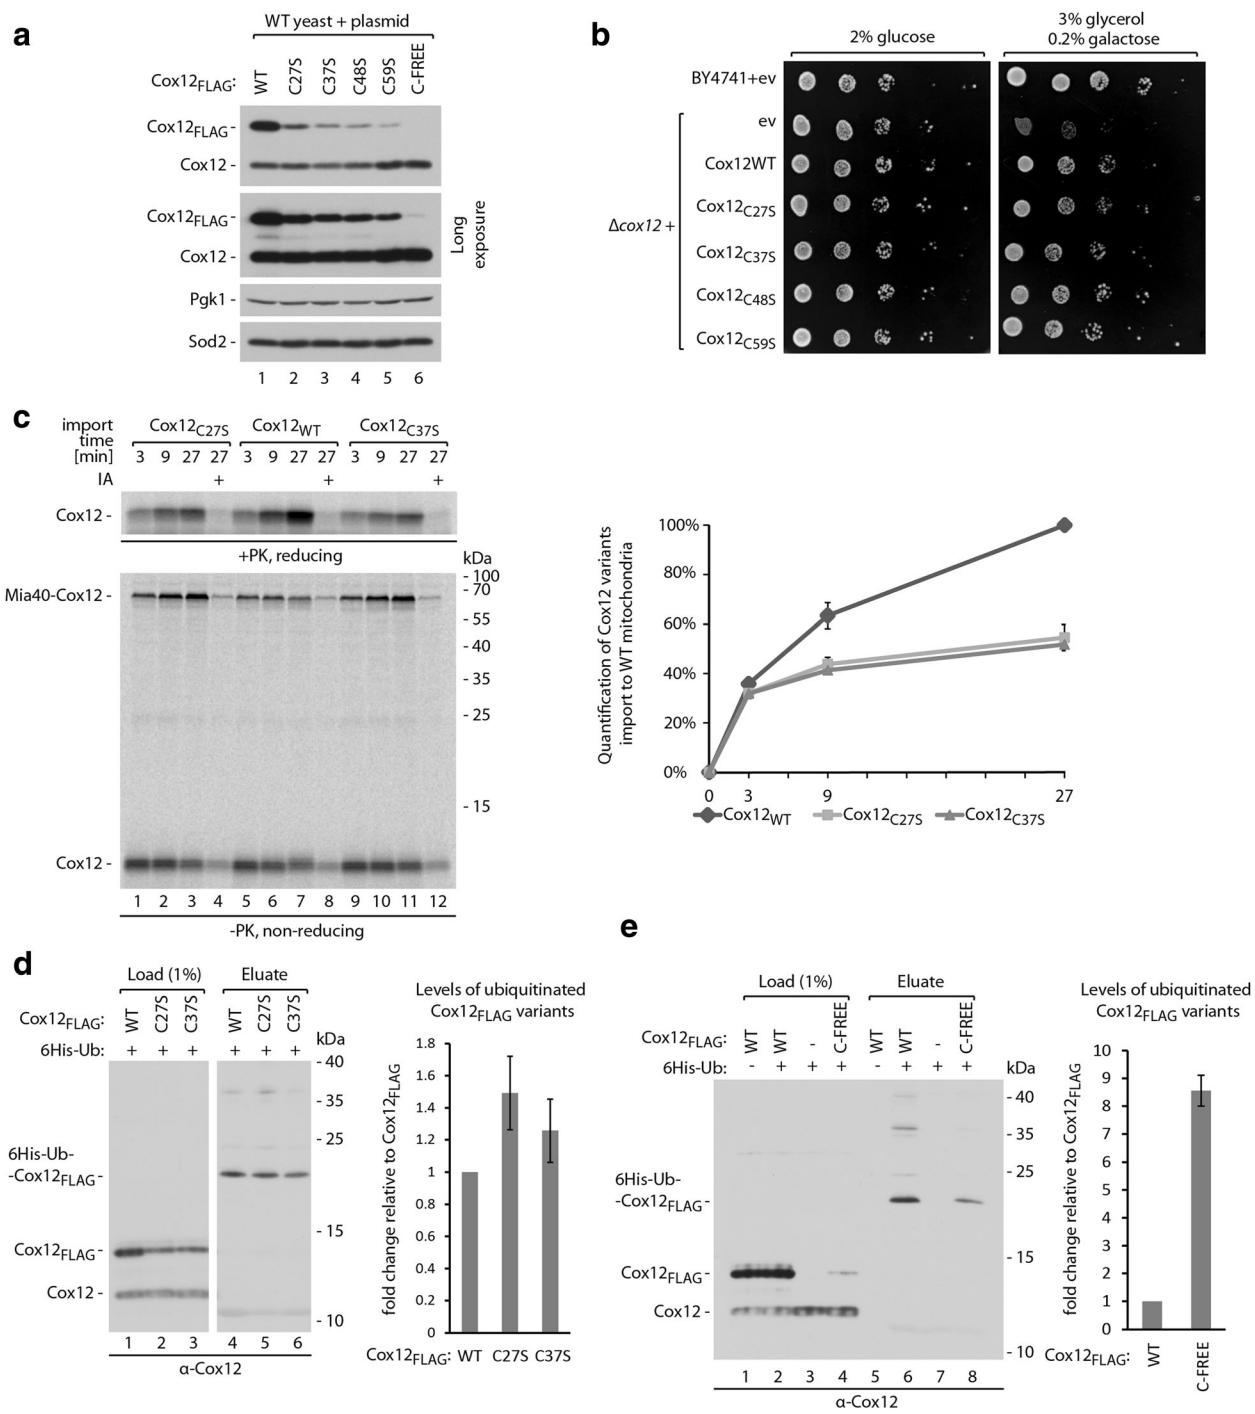 a
WT yeast + plasmid
Cox12FLAG: WT C27S C37S C48S C59S C-FREE
Cox12FLAG -
Cox12 -
Cox12FLAG -
Cox12 -
Long exposure
Pgk1 -
Sod2 -
1 2 3 4 5 6
b
2% glucose
3% glycerol
0.2% galactose
BY4741+ev
ev
Cox12WT
Cox12C27S
Δcox12 +
Cox12C37S
Cox12C48S
Cox12C59S
c
import time [min]
Cox12C27S Cox12WT Cox12C37S
3 9 27 27 3 9 27 27 3 9 27 27
IA + + +
Cox12 -
+PK, reducing
kDa
Mia40-Cox12 -
- 100
- 70
- 55
- 40
- 35
- 25
- 15
Cox12 -
1 2 3 4 5 6 7 8 9 10 11 12
-PK, non-reducing
Quantification of Cox12 variants
import to WT mitochondria
100%
80%
60%
40%
20%
0%
0 3 9 27
Cox12WT Cox12C27S Cox12C37S
d
Load (1%) Eluate
Cox12FLAG: WT C27S C37S WT C27S C37S
6His-Ub: + + + + + +
kDa
- 40
- 35
- 25
- 15
- 10
6His-Ub-
-Cox12FLAG -
Cox12FLAG -
Cox12 -
1 2 3 4 5 6
α-Cox12
Levels of ubiquitinated
Cox12FLAG variants
fold change relative to Cox12FLAG
1.8
1.6
1.4
1.2
1
0.8
0.6
0.4
0.2
0
Cox12FLAG: WT C27S C37S
e
Load (1%) Eluate
Cox12FLAG: WT WT - C-FREE WT WT - C-FREE
6His-Ub: - + + + - + + +
kDa
- 40
- 35
- 25
- 15
- 10
6His-Ub-
-Cox12FLAG -
Cox12FLAG -
Cox12 -
1 2 3 4 5 6 7 8
α-Cox12
Levels of ubiquitinated
Cox12FLAG variants
fold change relative to Cox12FLAG
10
9
8
7
6
5
4
3
2
1
0
Cox12FLAG: WT C-FREE